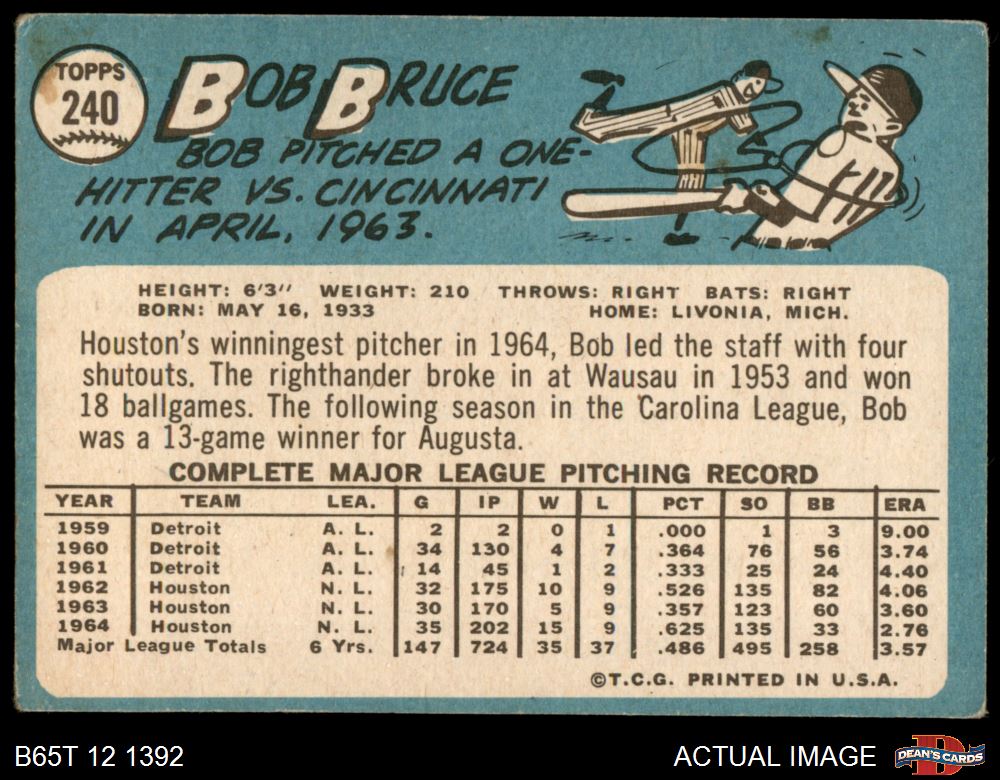 TOPPS
240
BOB BRUCE
BOB PITCHED A ONE-
HITTER VS. CINCINNATI
IN APRIL, 1963.
HEIGHT: 6'3" WEIGHT: 210 THROWS: RIGHT BATS: RIGHT
BORN: MAY 16, 1933 HOME: LIVONIA, MICH.
Houston's winningest pitcher in 1964, Bob led the staff with four
shutouts. The righthander broke in at Wausau in 1953 and won
18 ballgames. The following season in the Carolina League, Bob
was a 13-game winner for Augusta.
COMPLETE MAJOR LEAGUE PITCHING RECORD
YEAR TEAM LEA. G IP W L PCT SO BB ERA
1959 Detroit A. L. 2 2 0 1 .000 1 3 9.00
1960 Detroit A. L. 34 130 4 7 .364 76 56 3.74
1961 Detroit A. L. 14 45 1 2 .333 25 24 4.40
1962 Houston N. L. 32 175 10 9 .526 135 82 4.06
1963 Houston N. L. 30 170 5 9 .357 123 60 3.60
1964 Houston N. L. 35 202 15 9 .625 135 33 2.76
Major League Totals 6 Yrs. 147 724 35 37 .486 495 258 3.57
©T.C.G. PRINTED IN U.S.A.
B65T 12 1392 ACTUAL IMAGE DEAN'S CARDS